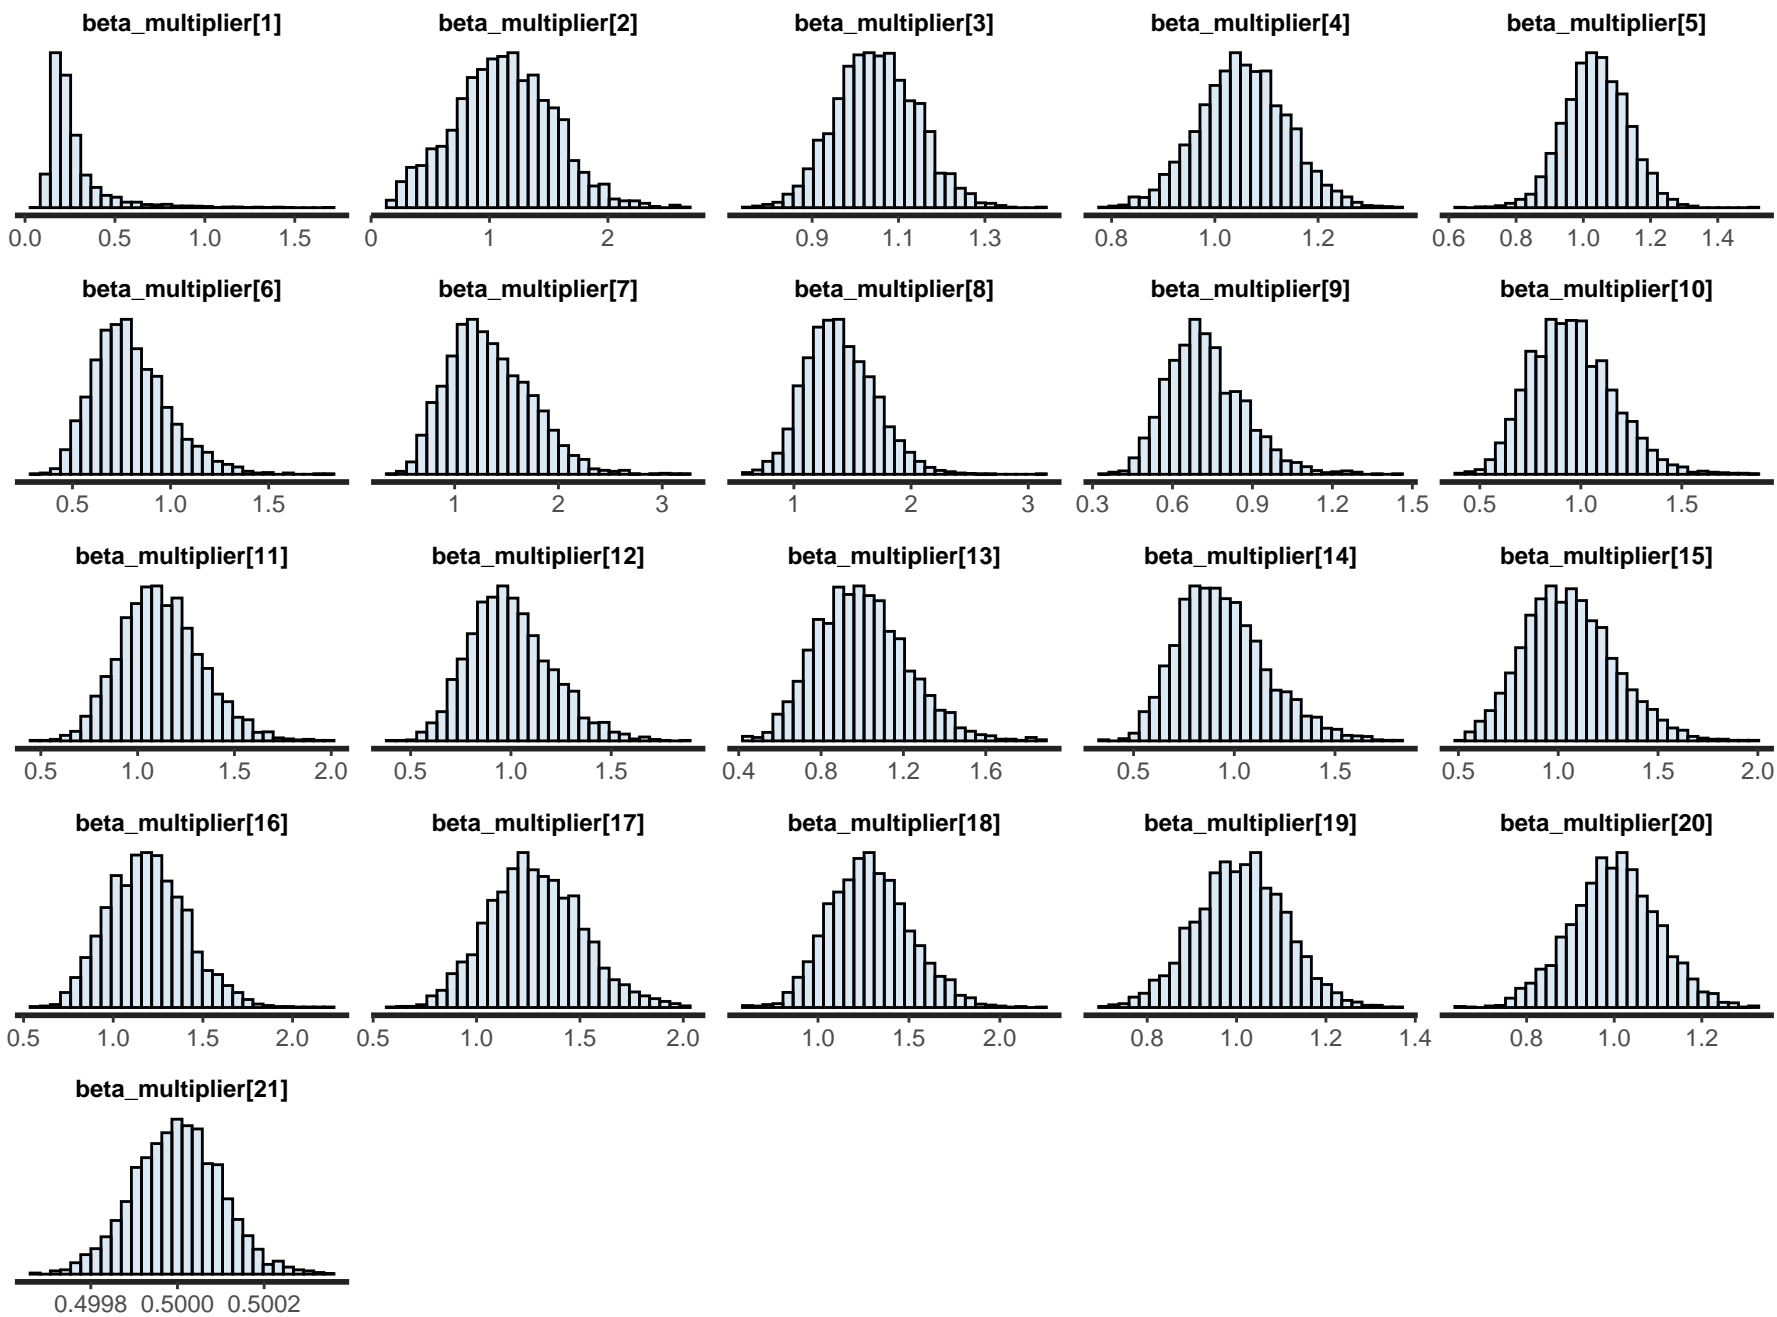 beta_multiplier[1] beta_multiplier[2] beta_multiplier[3] beta_multiplier[4] beta_multiplier[5]
0.0 0.5 1.0 1.5 0 1 2 0.9 1.1 1.3 0.8 1.0 1.2 0.6 0.8 1.0 1.2 1.4
beta_multiplier[6] beta_multiplier[7] beta_multiplier[8] beta_multiplier[9] beta_multiplier[10]
0.5 1.0 1.5 1 2 3 1 2 3 0.3 0.6 0.9 1.2 1.5 0.5 1.0 1.5
beta_multiplier[11] beta_multiplier[12] beta_multiplier[13] beta_multiplier[14] beta_multiplier[15]
0.5 1.0 1.5 2.0 0.5 1.0 1.5 0.4 0.8 1.2 1.6 0.5 1.0 1.5 0.5 1.0 1.5 2.0
beta_multiplier[16] beta_multiplier[17] beta_multiplier[18] beta_multiplier[19] beta_multiplier[20]
0.5 1.0 1.5 2.0 0.5 1.0 1.5 2.0 1.0 1.5 2.0 0.8 1.0 1.2 1.4 0.8 1.0 1.2
beta_multiplier[21]
0.4998 0.5000 0.5002